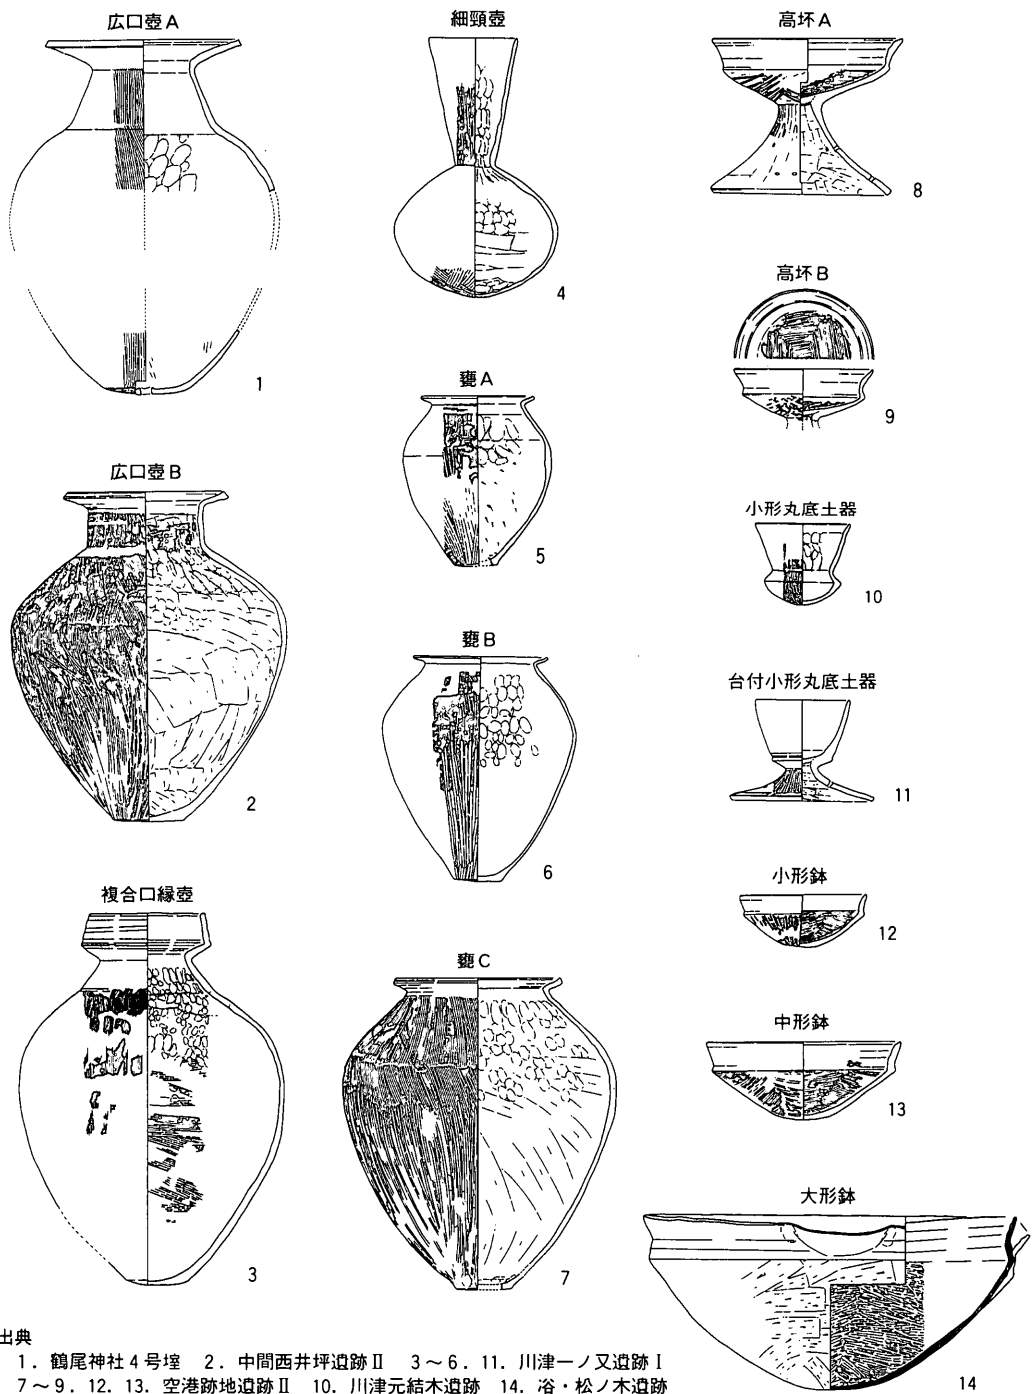 広口壺A
1
広口壺B
2
複合口縁壺
3
細頸壺
4
甕A
5
甕B
6
甕C
7
高坏A
8
高坏B
9
小形丸底土器
10
台付小形丸底土器
11
小形鉢
12
中形鉢
13
大形鉢
14
出典
1．鶴尾神社4号墳　2．中間西井坪遺跡Ⅱ　3～6．11．川津一ノ又遺跡Ⅰ
7～9．12．13．空港跡地遺跡Ⅱ　10．川津元結木遺跡　14．浴・松ノ木遺跡